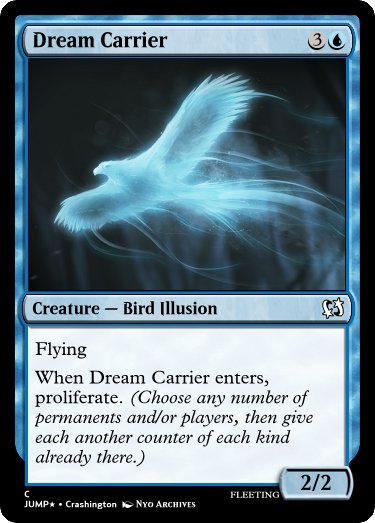 Dream Carrier 3
Creature — Bird Illusion
Flying
When Dream Carrier enters,
proliferate. (Choose any number of
permanents and/or players, then give
each another counter of each kind
already there.)
2/2
C
JUMP★ • Crashington Nyo Archives
FLEETING